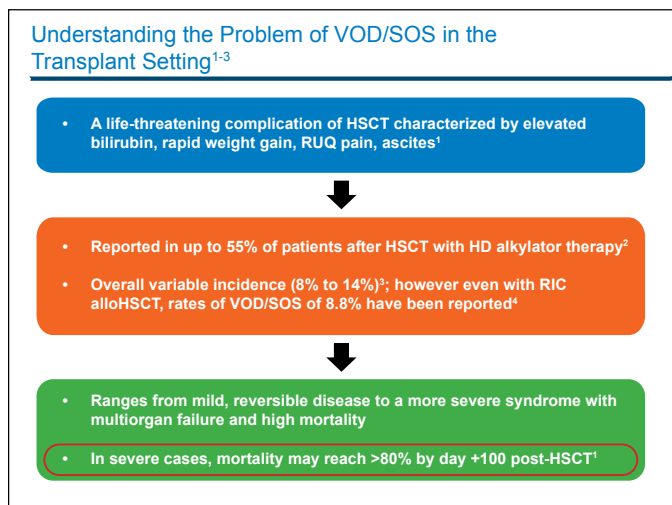 Understanding the Problem of VOD/SOS in the
Transplant Setting¹⁻³
• A life-threatening complication of HSCT characterized by elevated
bilirubin, rapid weight gain, RUQ pain, ascites¹
• Reported in up to 55% of patients after HSCT with HD alkylator therapy²
• Overall variable incidence (8% to 14%)³; however even with RIC
alloHSCT, rates of VOD/SOS of 8.8% have been reported⁴
• Ranges from mild, reversible disease to a more severe syndrome with
multiorgan failure and high mortality
• In severe cases, mortality may reach >80% by day +100 post-HSCT¹